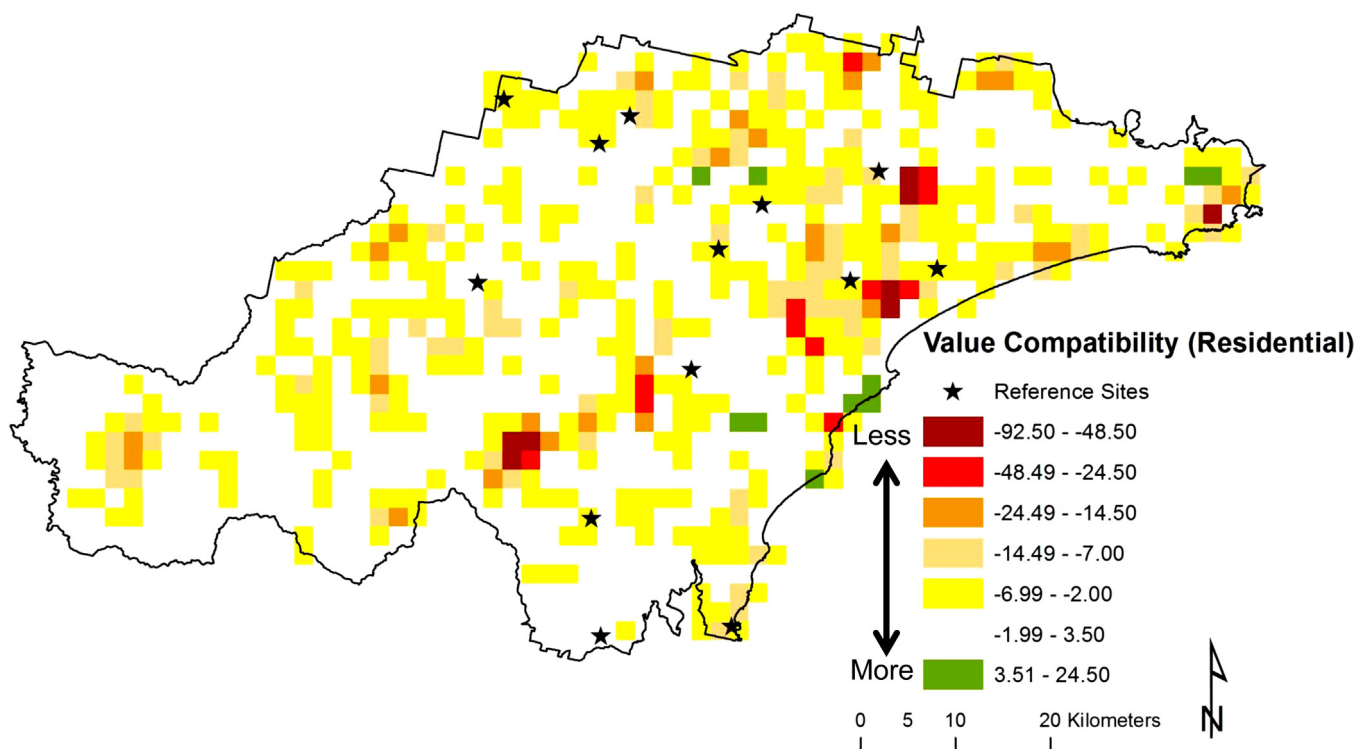 Value Compatibility (Residential)
Reference Sites
-92.50 - -48.50
Less
-48.49 - -24.50
-24.49 - -14.50
-14.49 - -7.00
-6.99 - -2.00
-1.99 - 3.50
More
3.51 - 24.50
0 5 10 20 Kilometers
N